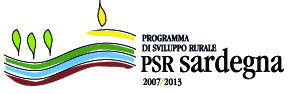 PROGRAMMA
DI SVILUPPO RURALE
PSR sardegna
2007/2013